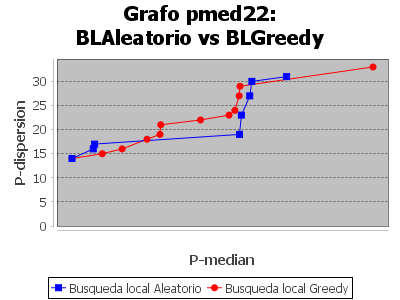 Grafo pmed22:
BLAleatorio vs BLGreedy
P-dispersion
30
25
20
15
10
5
0
P-median
Busqueda local Aleatorio
Busqueda local Greedy